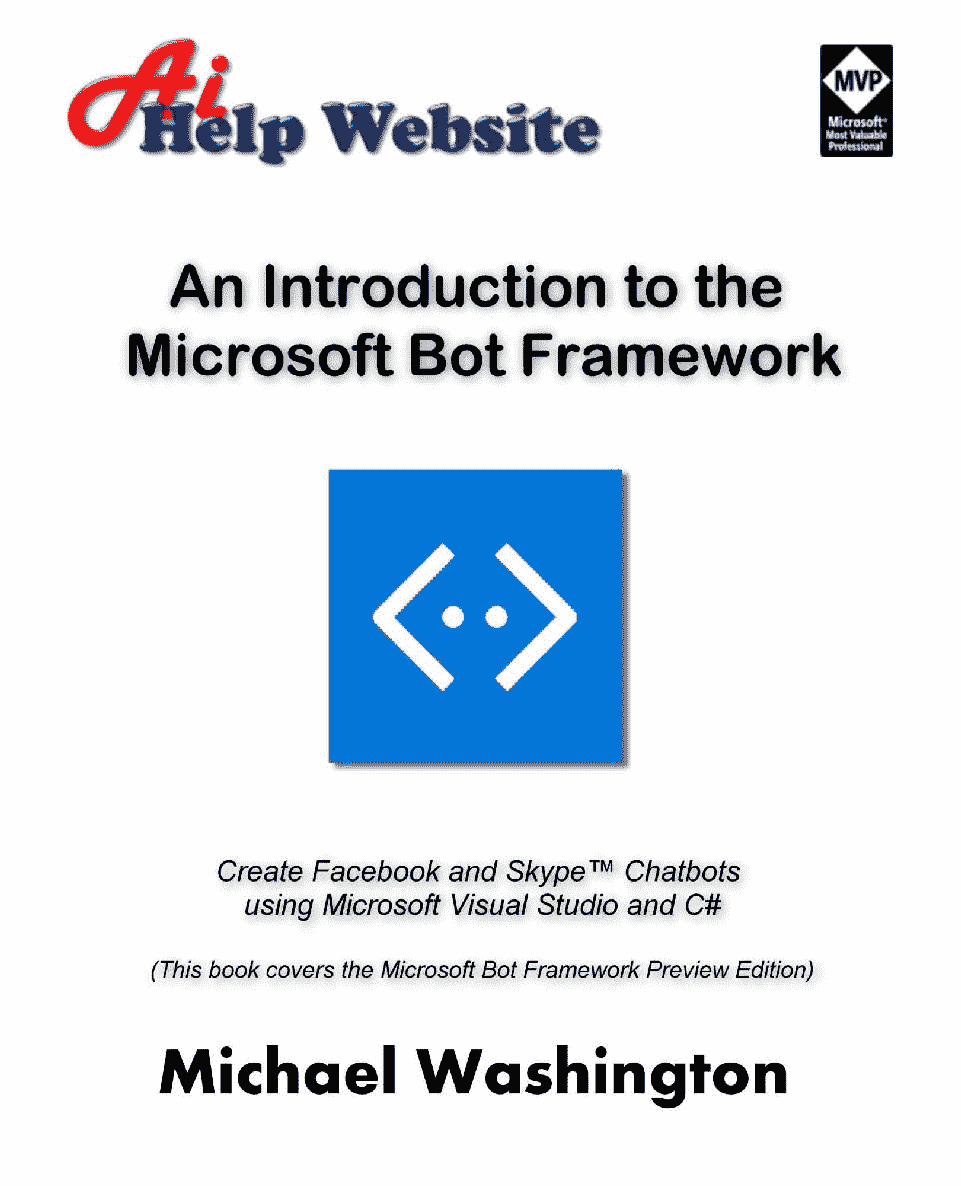 Ai
Help Website
MVP
Microsoft®
Most Valuable
Professional
An Introduction to the
Microsoft Bot Framework
Create Facebook and Skype™ Chatbots
using Microsoft Visual Studio and C#
(This book covers the Microsoft Bot Framework Preview Edition)
Michael Washington